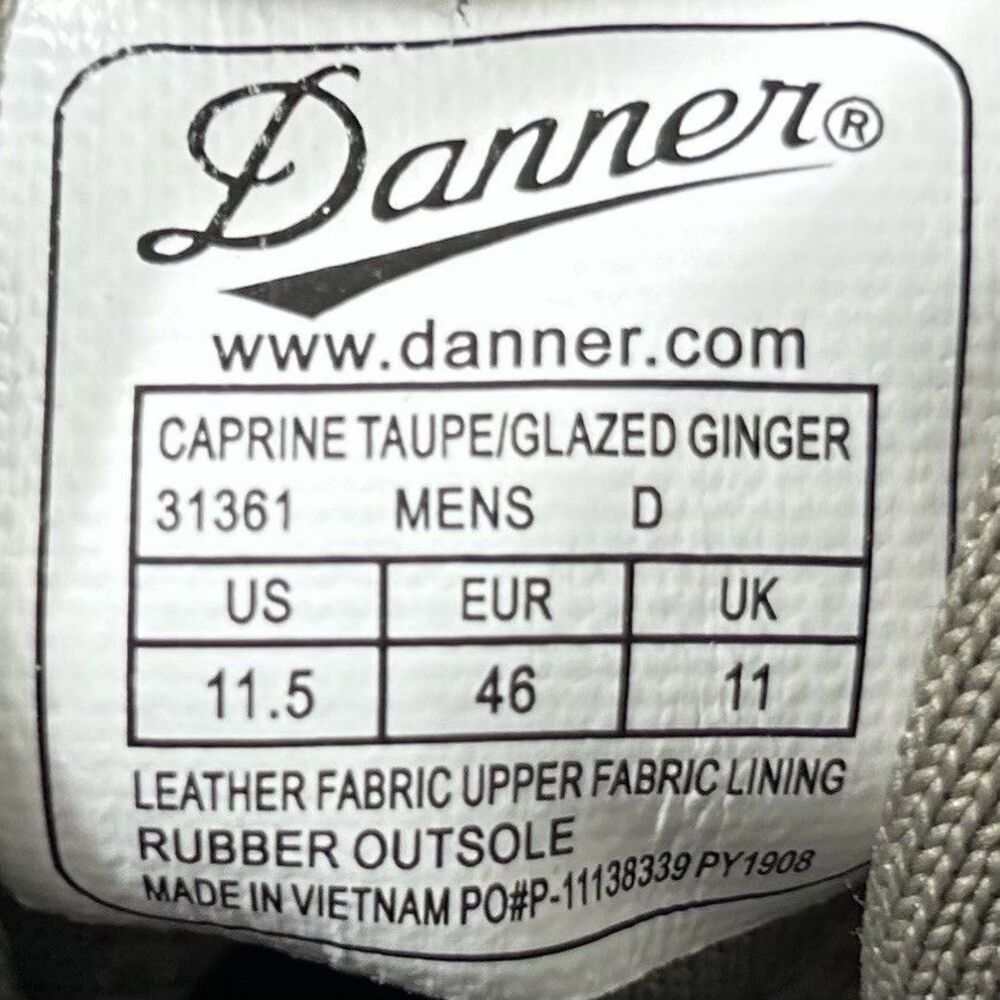 Danner®
www.danner.com
CAPRINE TAUPE/GLAZED GINGER
31361 MENS D
US EUR UK
11.5 46 11
LEATHER FABRIC UPPER FABRIC LINING
RUBBER OUTSOLE
MADE IN VIETNAM PO#P-11138339 PY1908